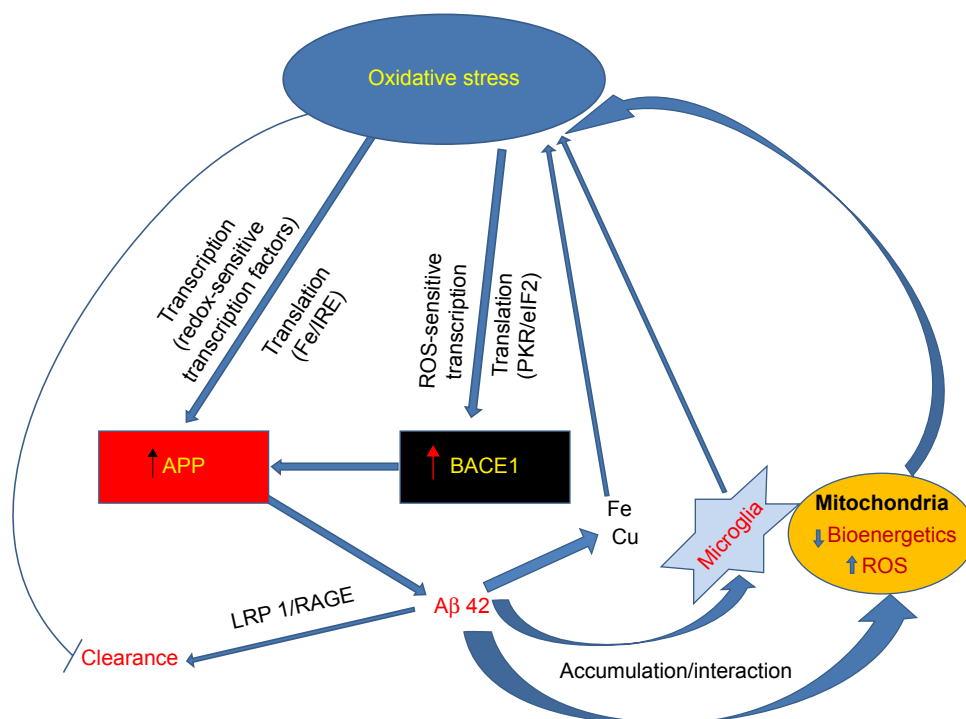 Oxidative stress
Transcription
(redox-sensitive
transcription factors)
Translation
(Fe/IRE)
ROS-sensitive
transcription
Translation
(PKR/eIF2)
APP
BACE1
Fe
Cu
Microglia
Mitochondria
Bioenergetics
ROS
Aβ 42
LRP 1/RAGE
Clearance
Accumulation/interaction